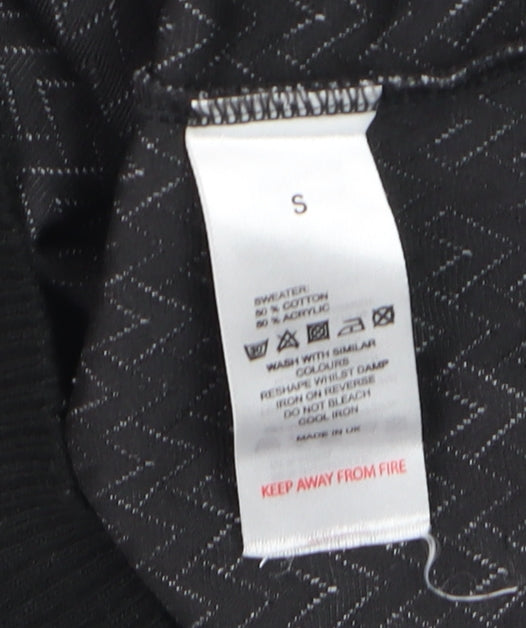 S
SWEATER:
50 % COTTON
50 % ACRYLIC
WASH WITH SIMILAR
COLOURS
RESHAPE WHILST DAMP
IRON ON REVERSE
DO NOT BLEACH
COOL IRON
MADE IN UK
KEEP AWAY FROM FIRE